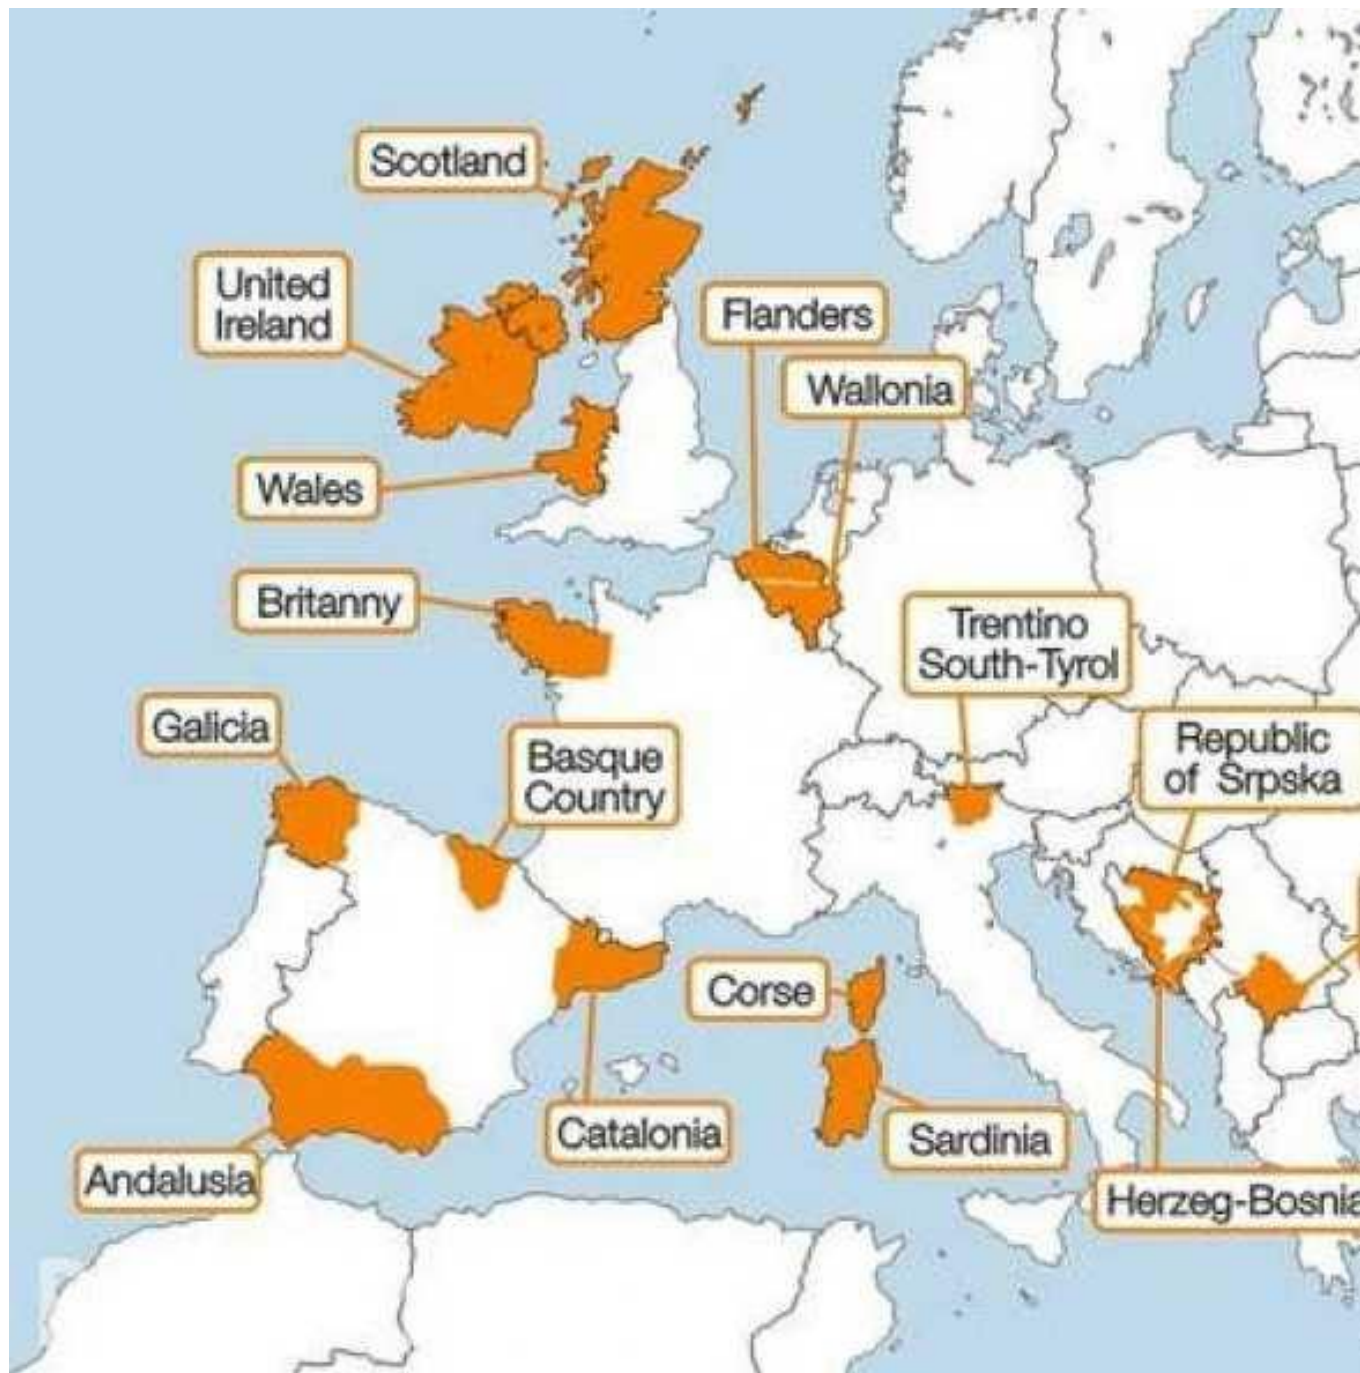 Scotland
United
Ireland
Flanders
Wallonia
Wales
Britanny
Trentino
South-Tyrol
Galicia
Basque
Country
Republic
of Srpska
Corse
Catalonia
Sardinia
Andalusia
Herzeg-Bosnia